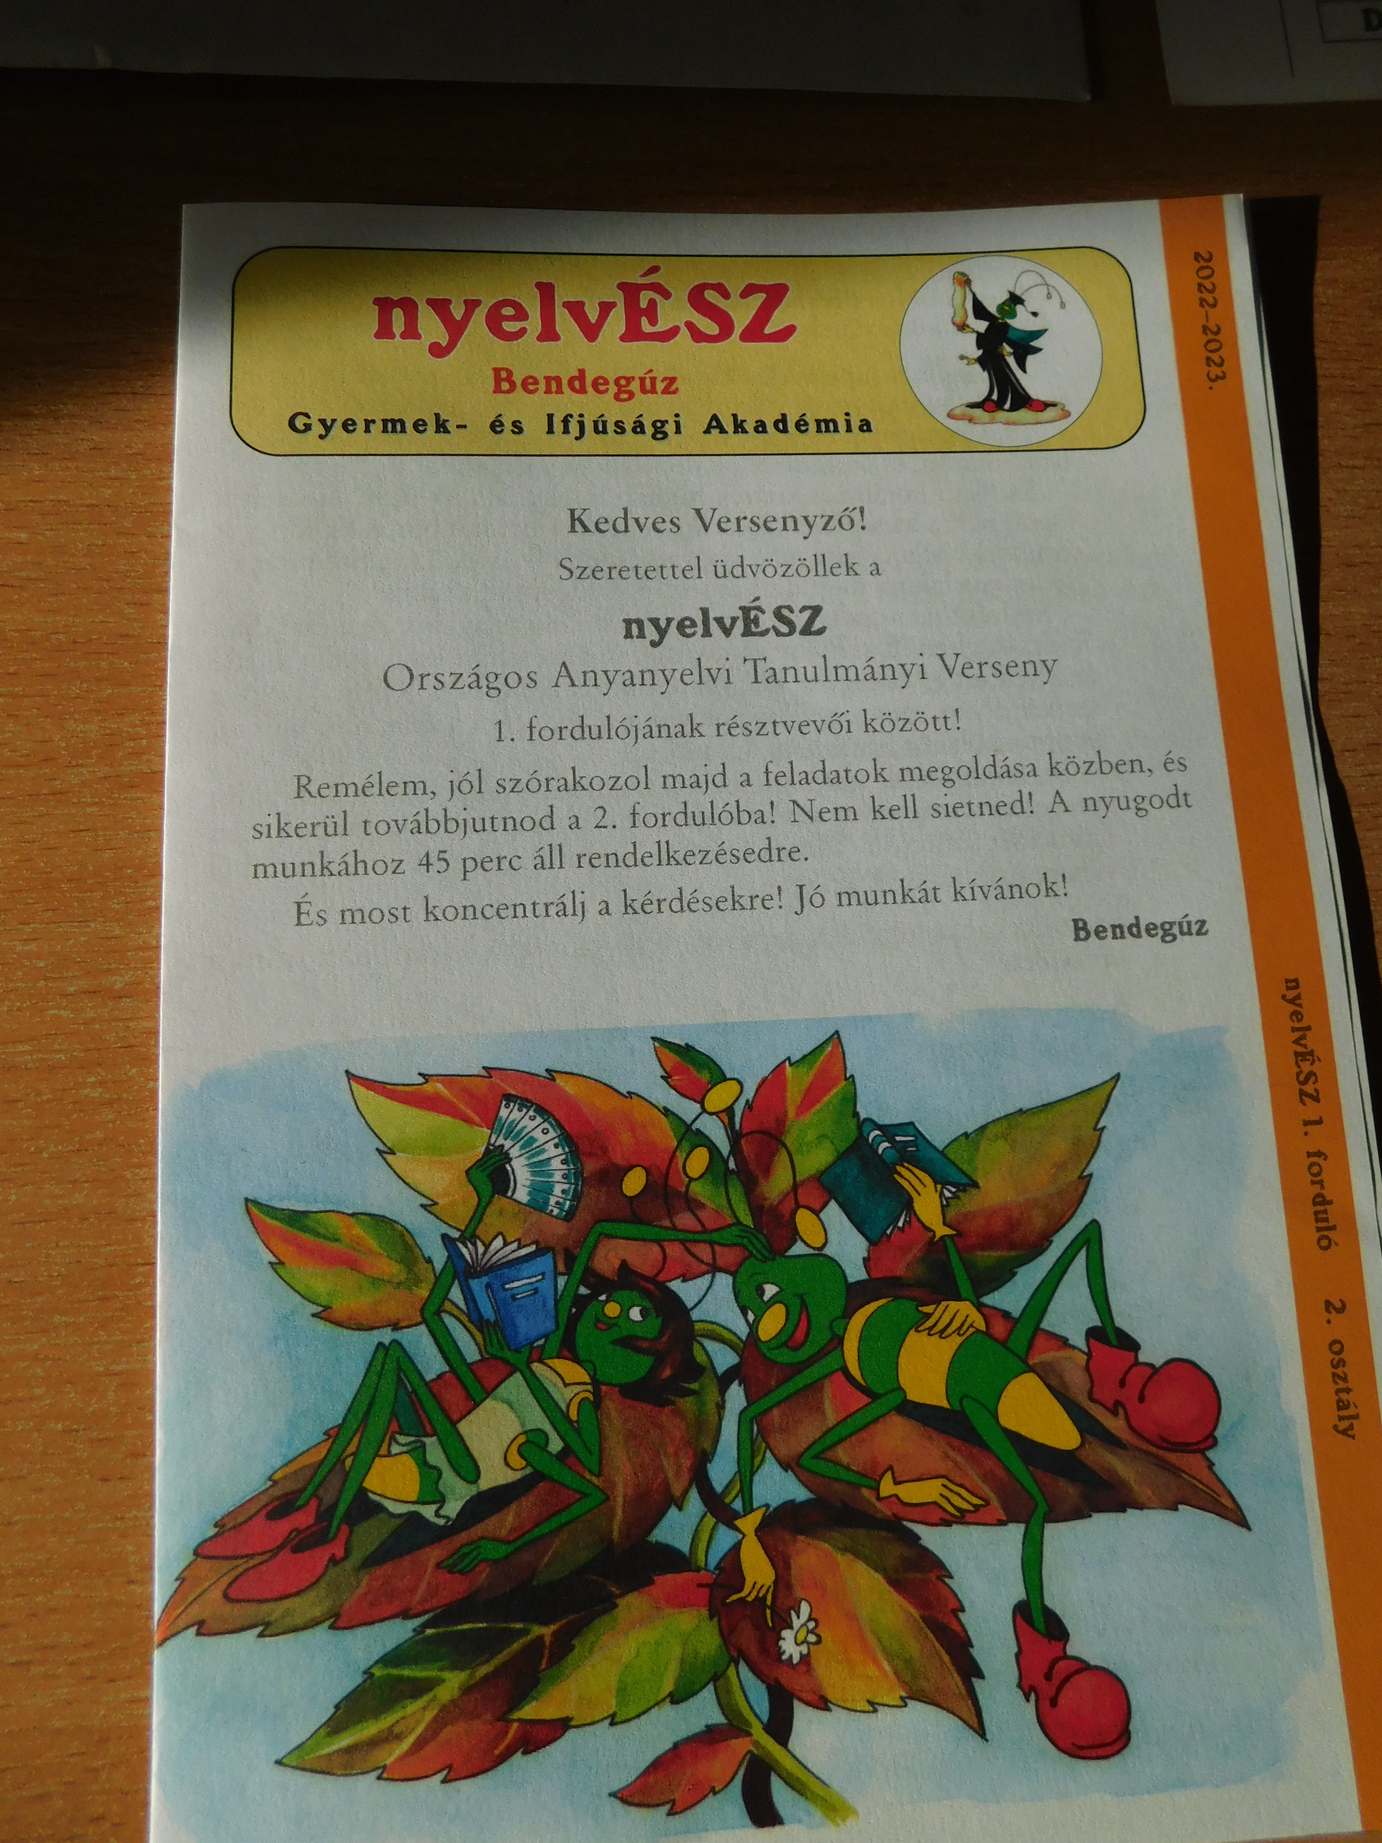 nyelvÉSZ
Bendegúz
Gyermek- és Ifjúsági Akadémia
Kedves Versenyző!
Szeretettel üdvözöllek a
nyelvÉSZ
Országos Anyanyelvi Tanulmányi Verseny
1. fordulójának résztvevői között!
Remélem, jól szórakozol majd a feladatok megoldása közben, és
sikerül továbbjutnod a 2. fordulóba! Nem kell sietned! A nyugodt
munkához 45 perc áll rendelkezésedre.
És most koncentrálj a kérdésekre! Jó munkát kívánok!
Bendegúz
2022–2023.
nyelvÉSZ 1. forduló 2. osztály